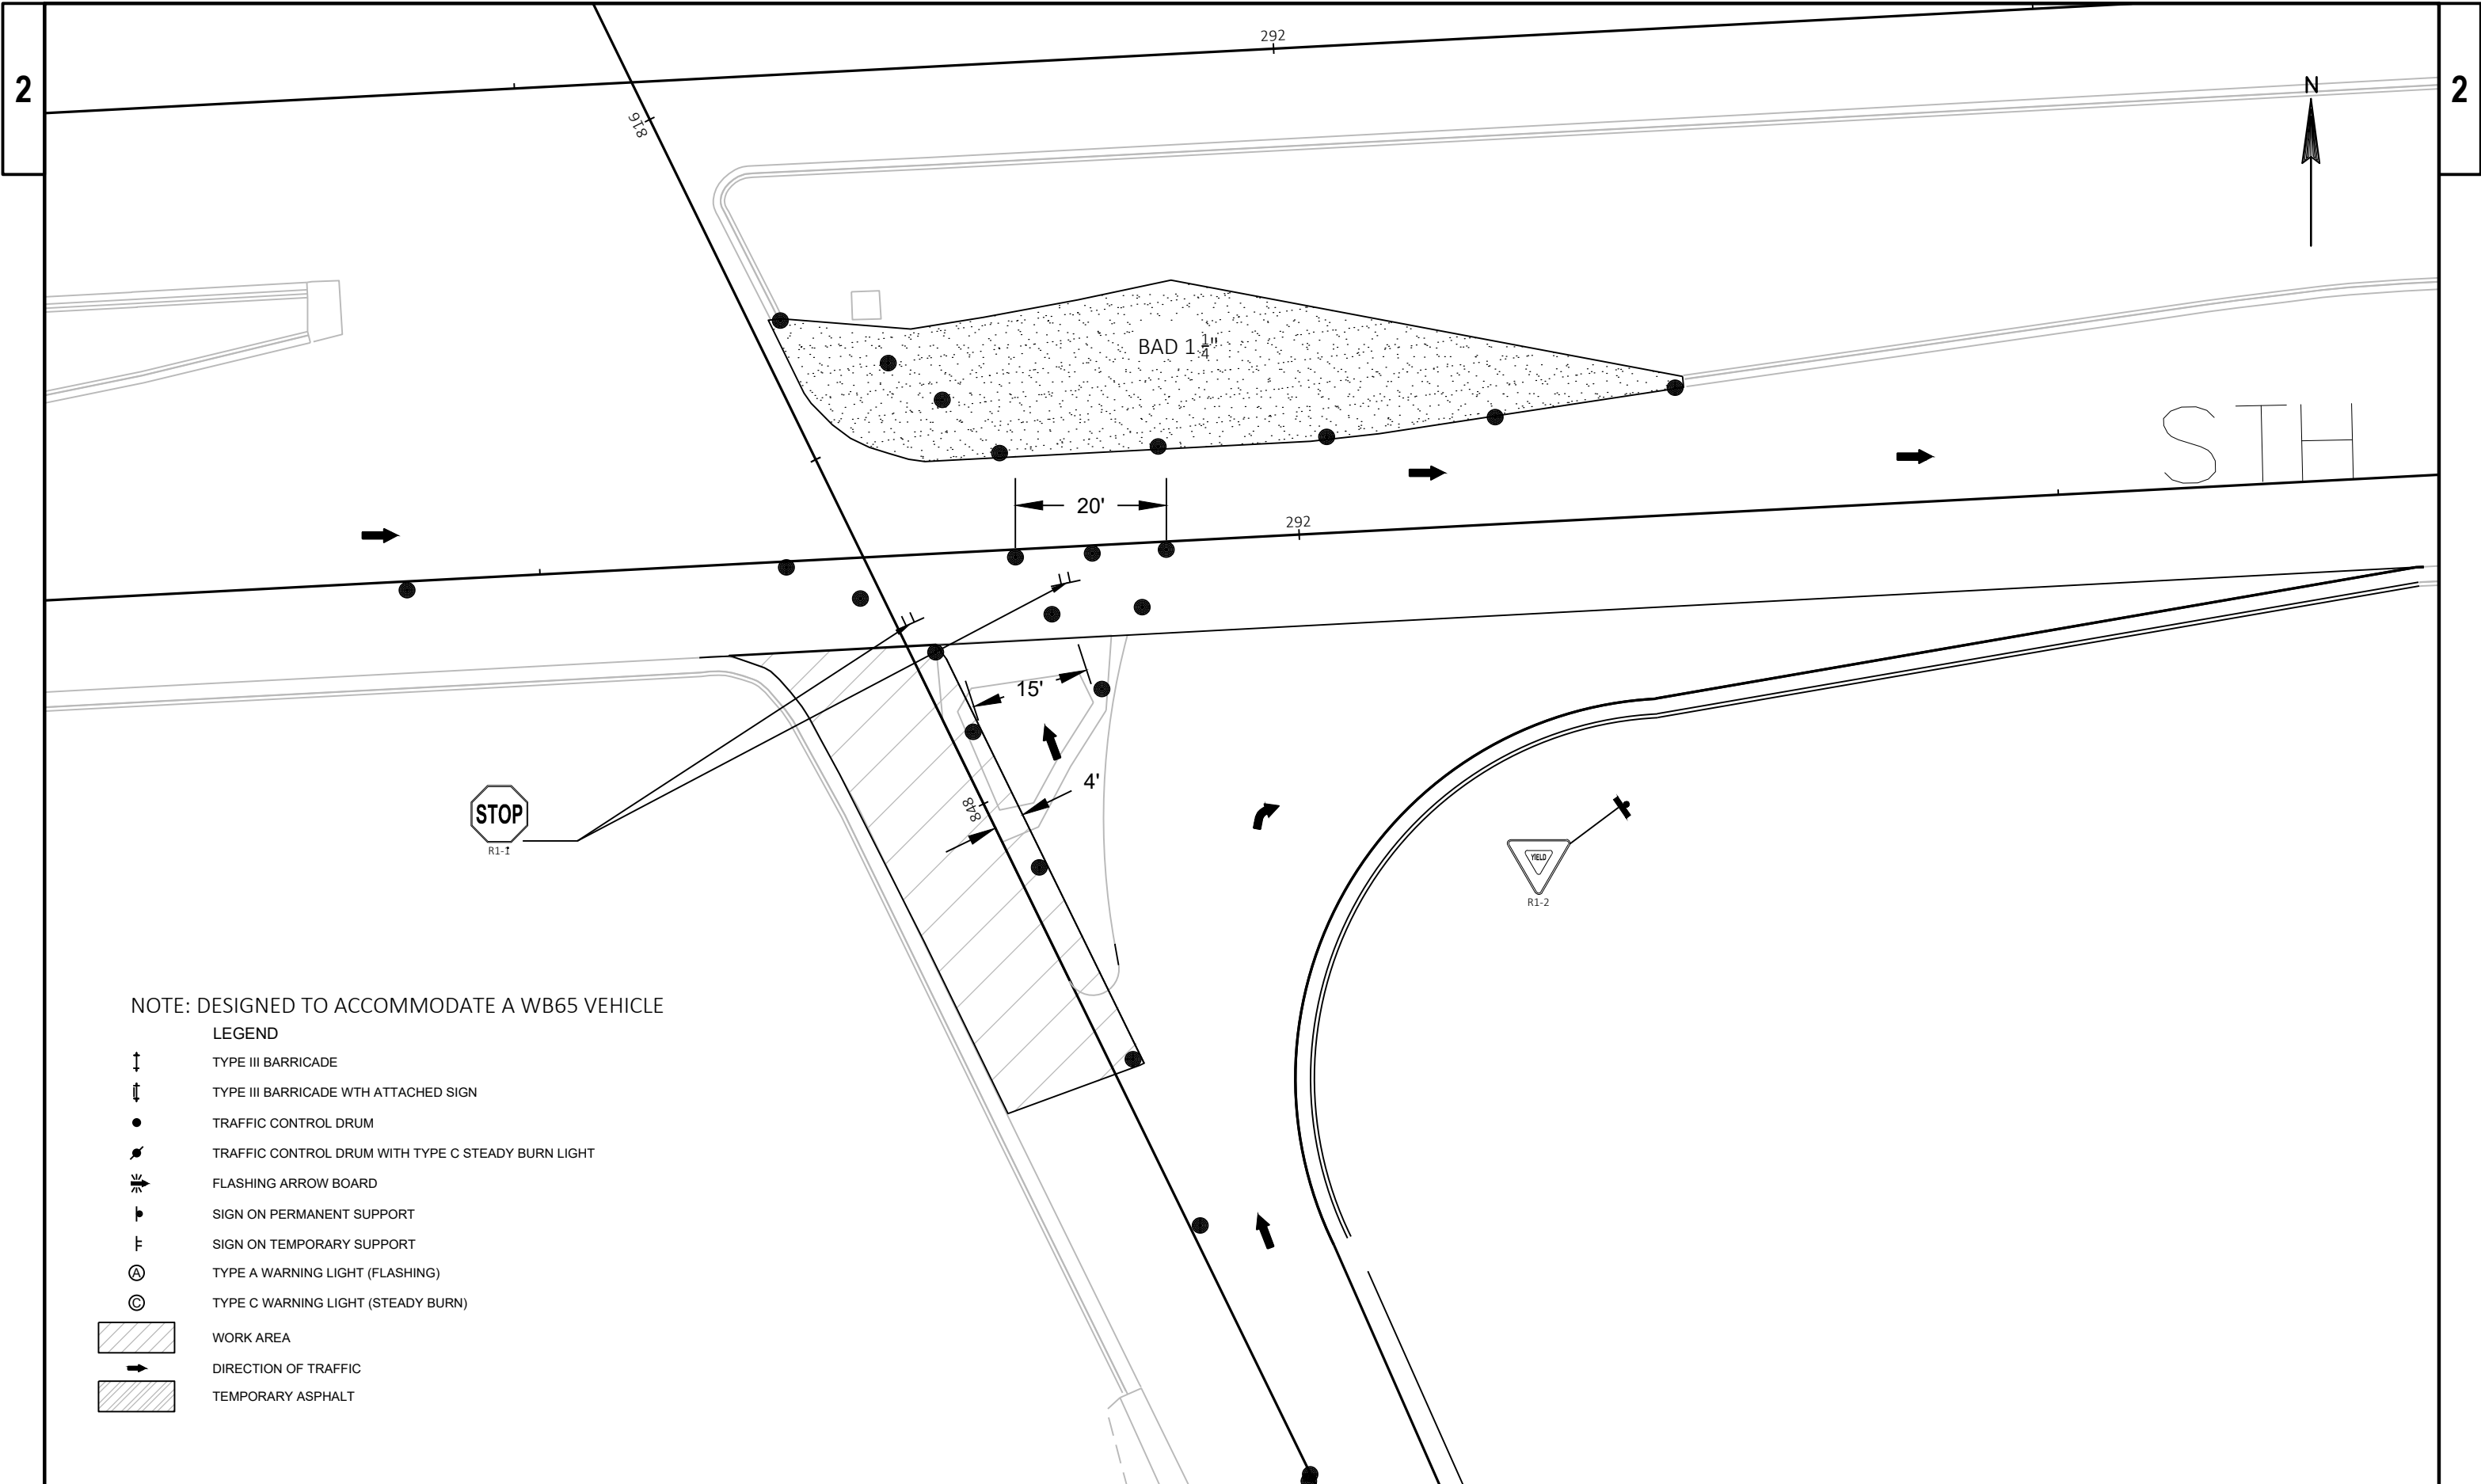 2
2
292
816
N
BAD 1 1/4"
STH
20'
292
15'
4'
848
STOP
R1-1
YIELD
R1-2
NOTE: DESIGNED TO ACCOMMODATE A WB65 VEHICLE
LEGEND
TYPE III BARRICADE
TYPE III BARRICADE WTH ATTACHED SIGN
TRAFFIC CONTROL DRUM
TRAFFIC CONTROL DRUM WITH TYPE C STEADY BURN LIGHT
FLASHING ARROW BOARD
SIGN ON PERMANENT SUPPORT
SIGN ON TEMPORARY SUPPORT
A TYPE A WARNING LIGHT (FLASHING)
C TYPE C WARNING LIGHT (STEADY BURN)
WORK AREA
DIRECTION OF TRAFFIC
TEMPORARY ASPHALT